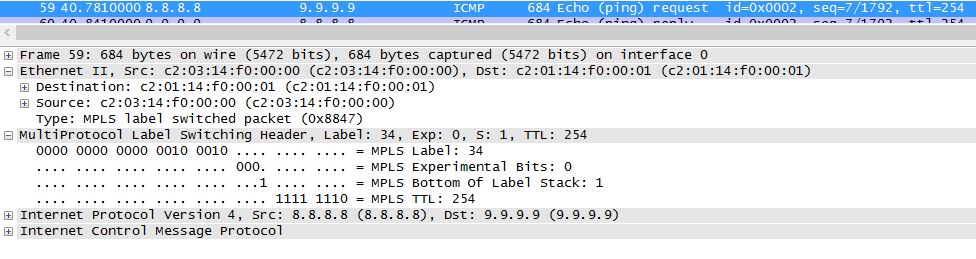 59 40.7810000 8.8.8.8 9.9.9.9 ICMP 684 Echo (ping) request id=0x0002, seq=7/1792, ttl=254
60 40.8410000 9.9.9.9 8.8.8.8 ICMP 684 Echo (ping) reply id=0x0002, seq=7/1792, ttl=254
Frame 59: 684 bytes on wire (5472 bits), 684 bytes captured (5472 bits) on interface 0
Ethernet II, Src: c2:03:14:f0:00:00 (c2:03:14:f0:00:00), Dst: c2:01:14:f0:00:01 (c2:01:14:f0:00:01)
Destination: c2:01:14:f0:00:01 (c2:01:14:f0:00:01)
Source: c2:03:14:f0:00:00 (c2:03:14:f0:00:00)
Type: MPLS label switched packet (0x8847)
MultiProtocol Label Switching Header, Label: 34, Exp: 0, S: 1, TTL: 254
0000 0000 0000 0010 0010 .... .... .... = MPLS Label: 34
.... .... .... .... .... 000. .... .... = MPLS Experimental Bits: 0
.... .... .... .... .... ...1 .... .... = MPLS Bottom Of Label Stack: 1
.... .... .... .... .... .... 1111 1110 = MPLS TTL: 254
Internet Protocol Version 4, Src: 8.8.8.8 (8.8.8.8), Dst: 9.9.9.9 (9.9.9.9)
Internet Control Message Protocol